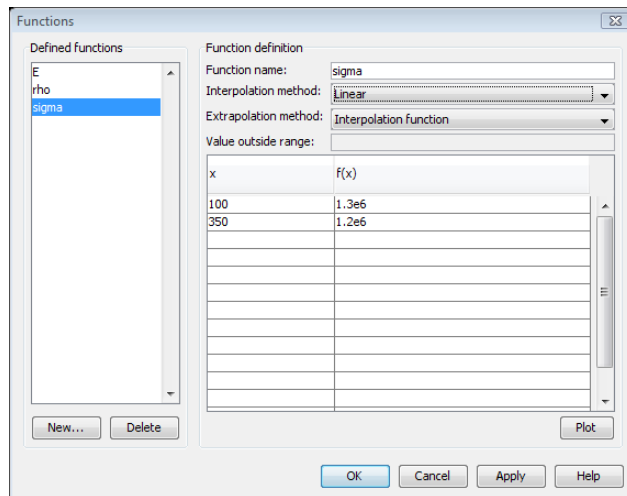 Functions
Defined functions
E
rho
sigma
New...
Delete
Function definition
Function name: sigma
Interpolation method: Linear
Extrapolation method: Interpolation function
Value outside range:
x f(x)
100 1.3e6
350 1.2e6
Plot
OK Cancel Apply Help